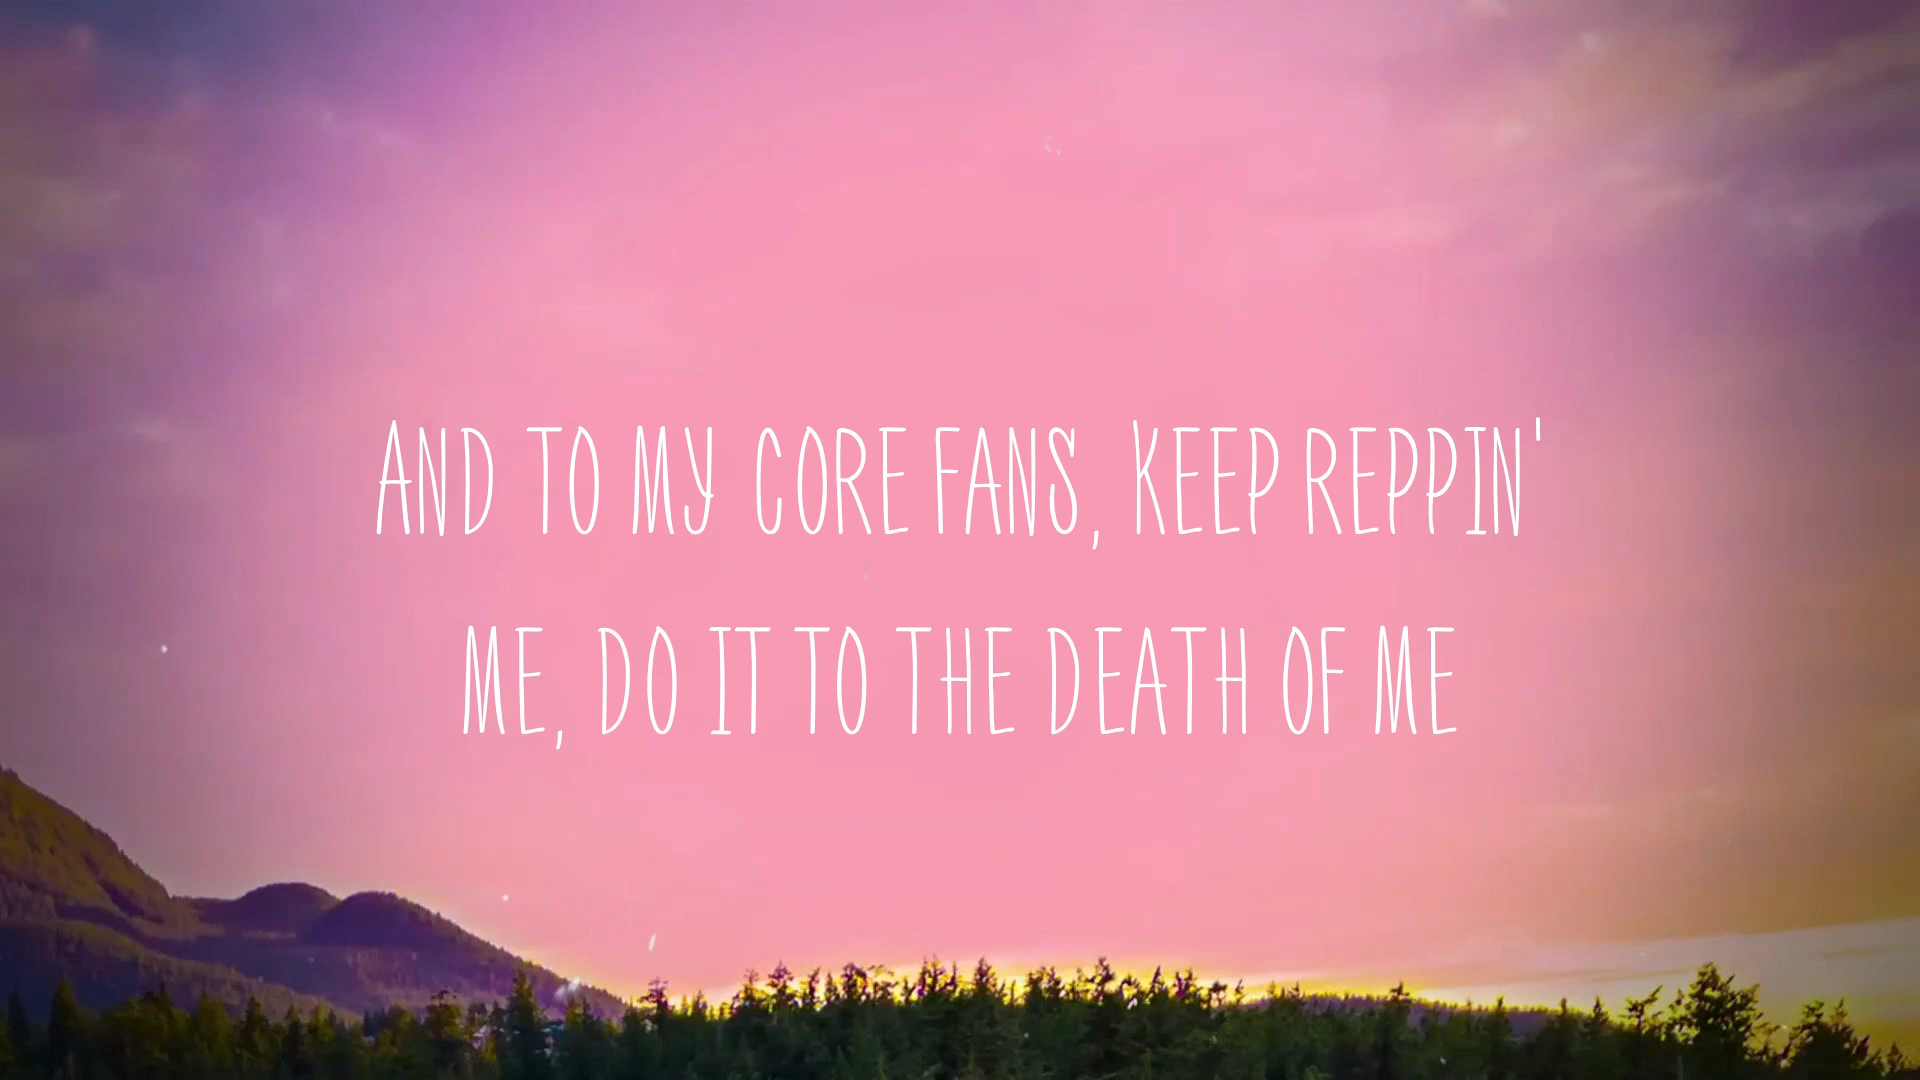 AND TO MY CORE FANS, KEEP REPPIN'
ME, DO IT TO THE DEATH OF ME